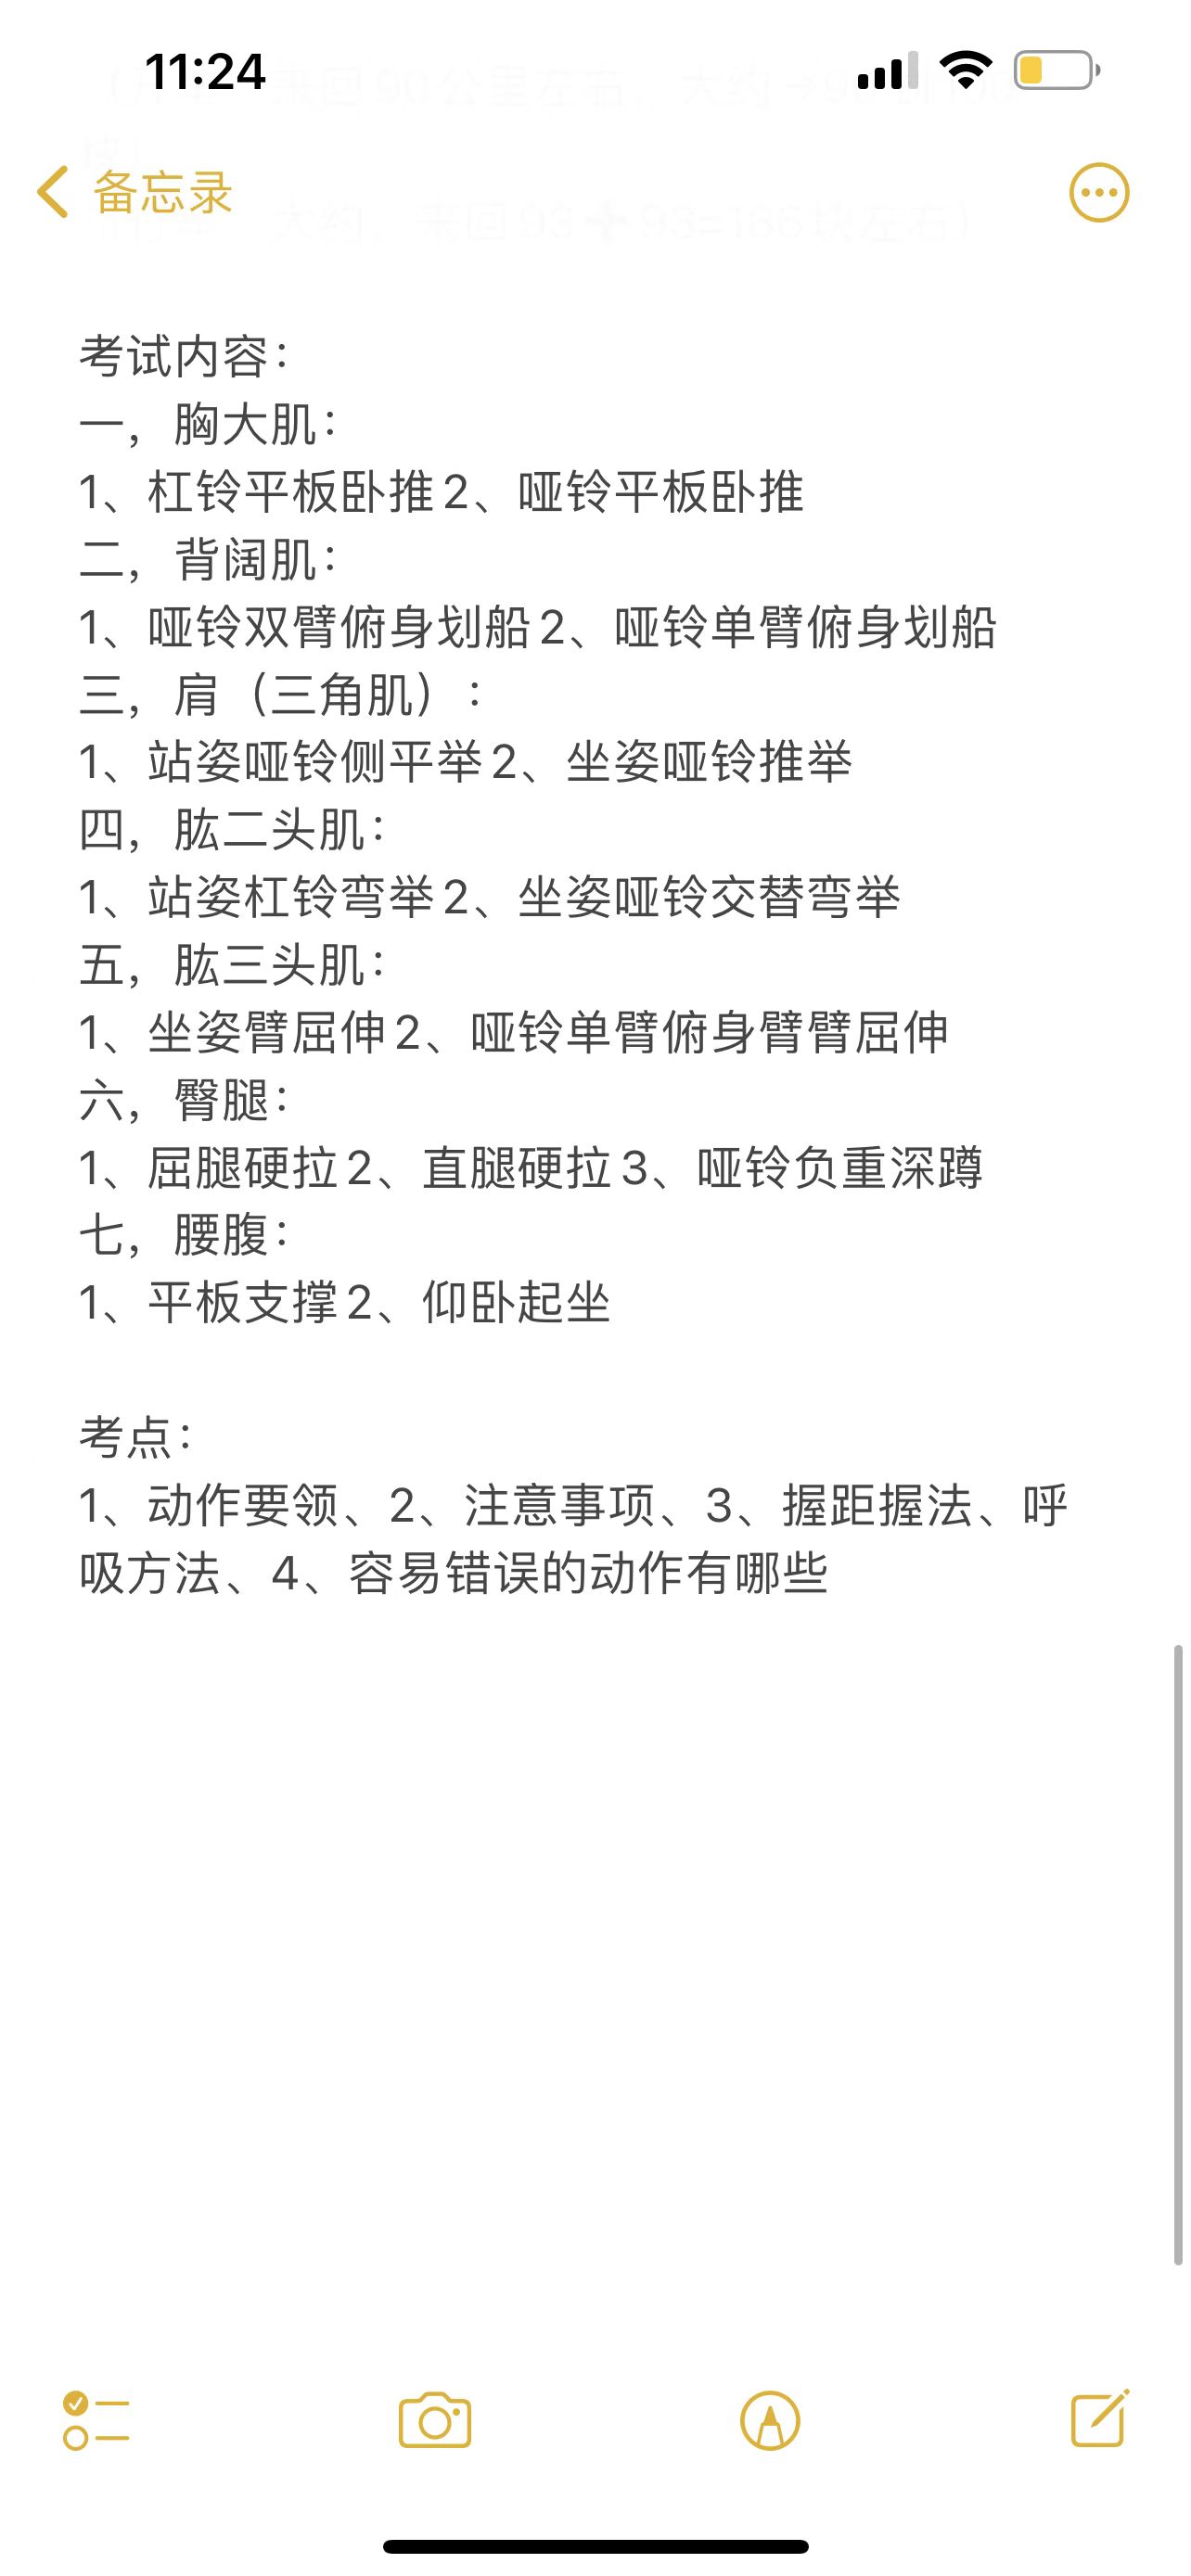 11:24
备忘录
考试内容：
一，胸大肌：
1、杠铃平板卧推2、哑铃平板卧推
二，背阔肌：
1、哑铃双臂俯身划船2、哑铃单臂俯身划船
三，肩（三角肌）：
1、站姿哑铃侧平举2、坐姿哑铃推举
四，肱二头肌：
1、站姿杠铃弯举2、坐姿哑铃交替弯举
五，肱三头肌：
1、坐姿臂屈伸2、哑铃单臂俯身臂臂屈伸
六，臀腿：
1、屈腿硬拉2、直腿硬拉3、哑铃负重深蹲
七，腰腹：
1、平板支撑2、仰卧起坐
考点：
1、动作要领、2、注意事项、3、握距握法、呼
吸方法、4、容易错误的动作有哪些